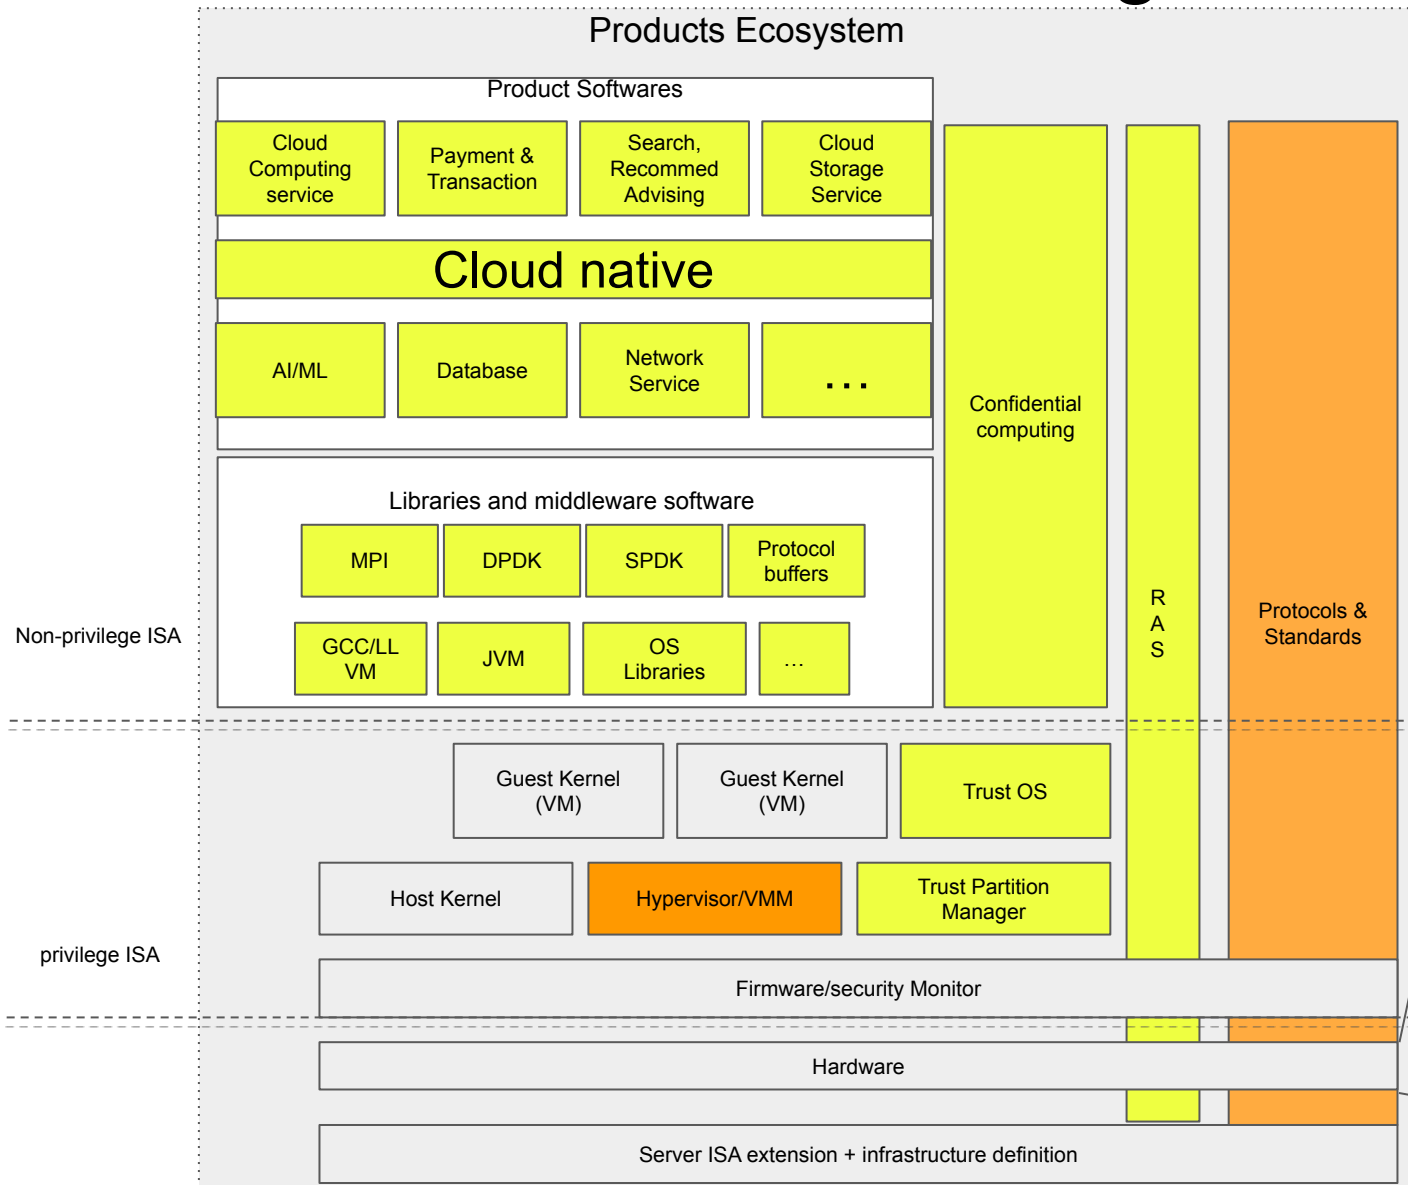 Products Ecosystem
Product Softwares
Cloud
Computing
service
Payment &
Transaction
Search,
Recommed
Advising
Cloud
Storage
Service
Cloud native
AI/ML
Database
Network
Service
...
Confidential
computing
R
A
S
Protocols &
Standards
Libraries and middleware software
MPI
DPDK
SPDK
Protocol
buffers
GCC/LL
VM
JVM
OS
Libraries
...
Non-privilege ISA
Guest Kernel
(VM)
Guest Kernel
(VM)
Trust OS
Host Kernel
Hypervisor/VMM
Trust Partition
Manager
privilege ISA
Firmware/security Monitor
Hardware
Server ISA extension + infrastructure definition